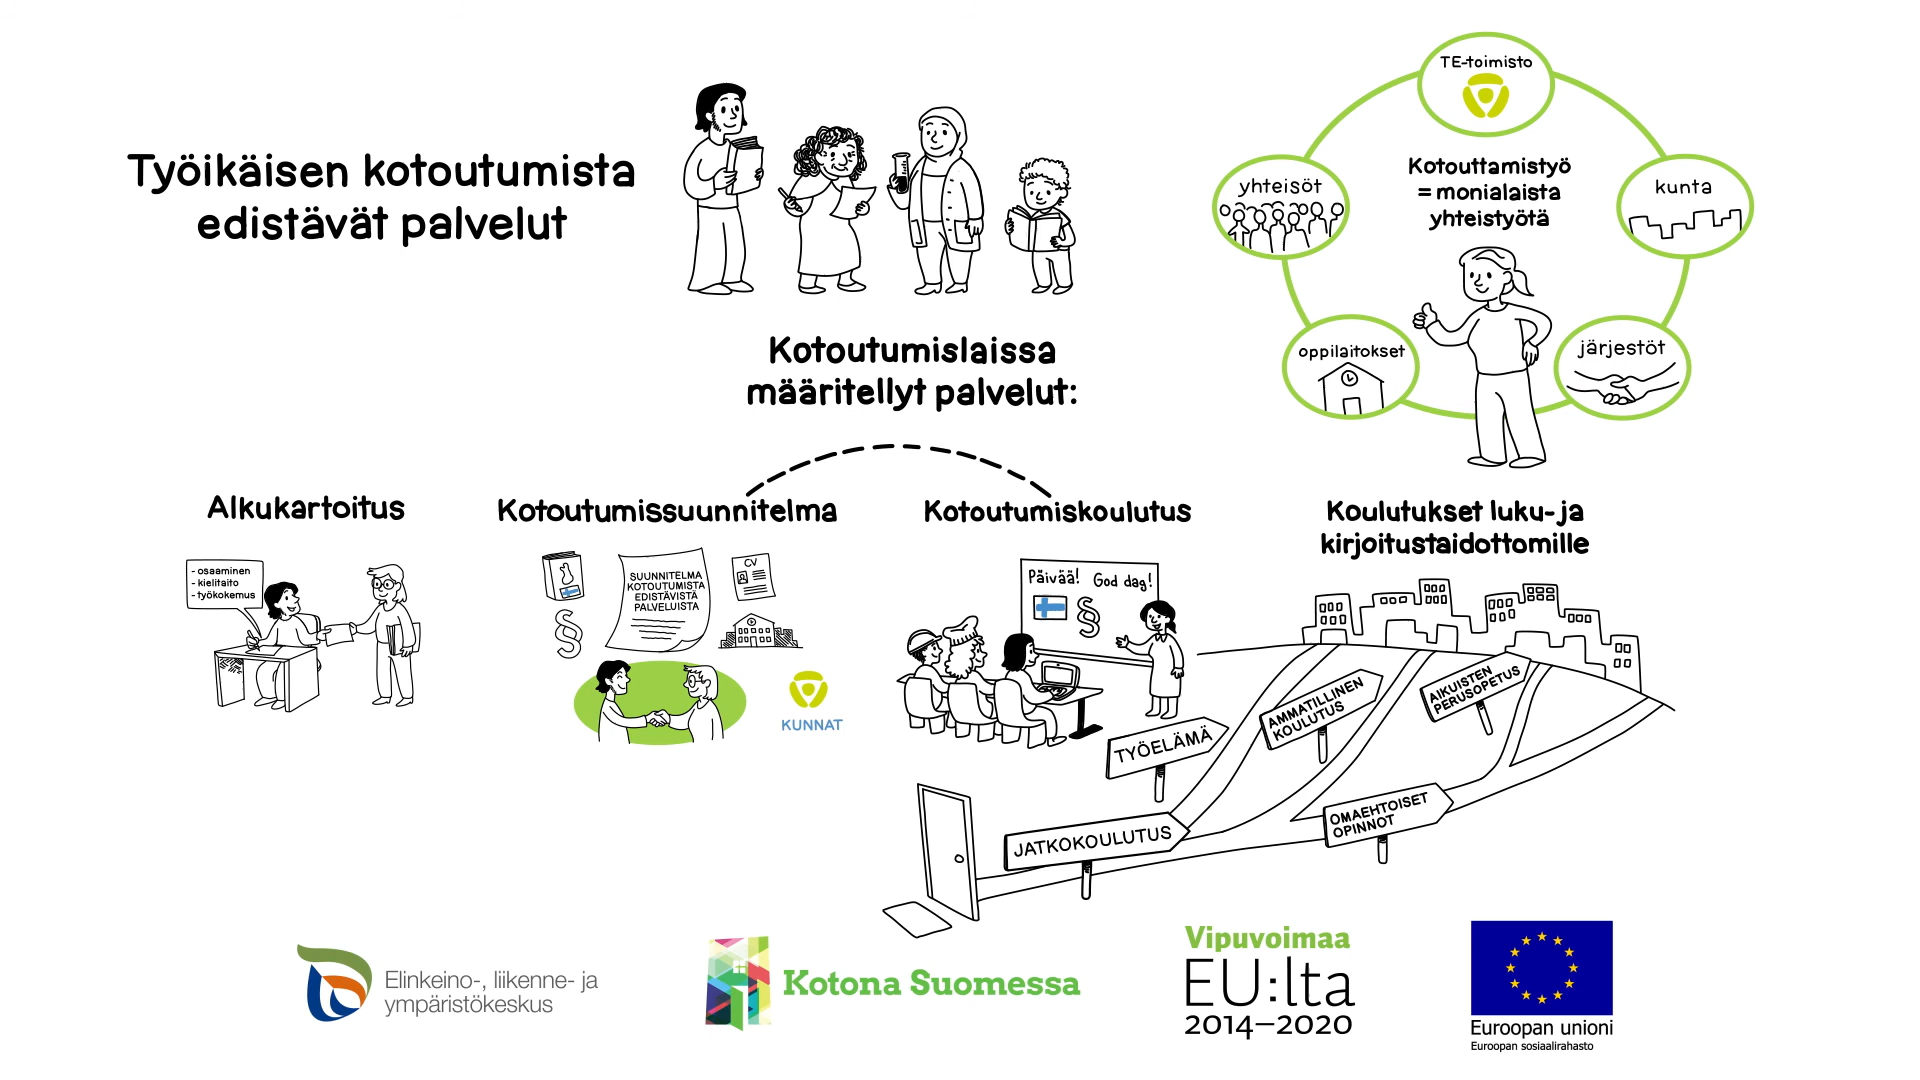 Työikäisen kotoutumista
edistävät palvelut
TE-toimisto
yhteisöt
Kotouttamistyö
= monialaista
yhteistyötä
kunta
oppilaitokset
järjestöt
Kotoutumislaissa
määritellyt palvelut:
Alkukartoitus
- osaaminen
- kielitaito
- työkokemus
Kotoutumissuunnitelma
SUUNNITELMA
KOTOUTUMISTA
EDISTÄVISTÄ
PALVELUISTA
CV
§
KUNNAT
Kotoutumiskoulutus
Päivää! God dag!
§
Koulutukset luku- ja
kirjoitustaidottomille
TYÖELÄMÄ
AMMATILLINEN
KOULUTUS
AIKUISTEN
PERUSOPETUS
JATKOKOULUTUS
OMAEHTOISET
OPINNOT
Elinkeino-, liikenne- ja
ympäristökeskus
Kotona Suomessa
Vipuvoimaa
EU:lta
2014–2020
Euroopan unioni
Euroopan sosiaalirahasto